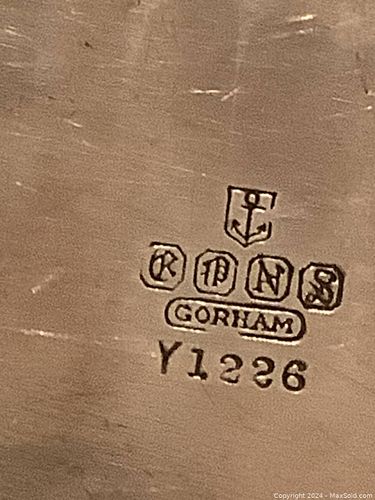 E P N S
GORHAM
Y1226
Copyright 2024 - MaxSold.com